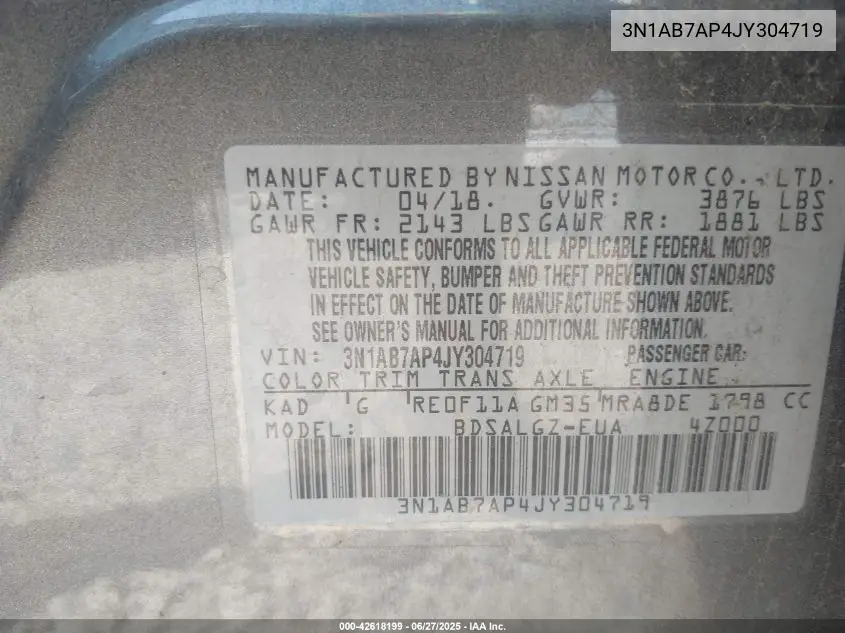 3N1AB7AP4JY304719
MANUFACTURED BY NISSAN MOTOR CO., LTD.
DATE: 04/18. GVWR: 3876 LBS
GAWR FR: 2143 LBS GAWR RR: 1881 LBS
THIS VEHICLE CONFORMS TO ALL APPLICABLE FEDERAL MOTOR
VEHICLE SAFETY, BUMPER AND THEFT PREVENTION STANDARDS
IN EFFECT ON THE DATE OF MANUFACTURE SHOWN ABOVE.
SEE OWNER'S MANUAL FOR ADDITIONAL INFORMATION.
VIN: 3N1AB7AP4JY304719 PASSENGER CAR
COLOR TRIM TRANS AXLE ENGINE
KAD G RE0F11A GM35 MRA8DE 1798 CC
MODEL: BDSALGZ-EUA 4Z000
3N1AB7AP4JY304719
000-42618199 - 06/27/2025 - IAA Inc.